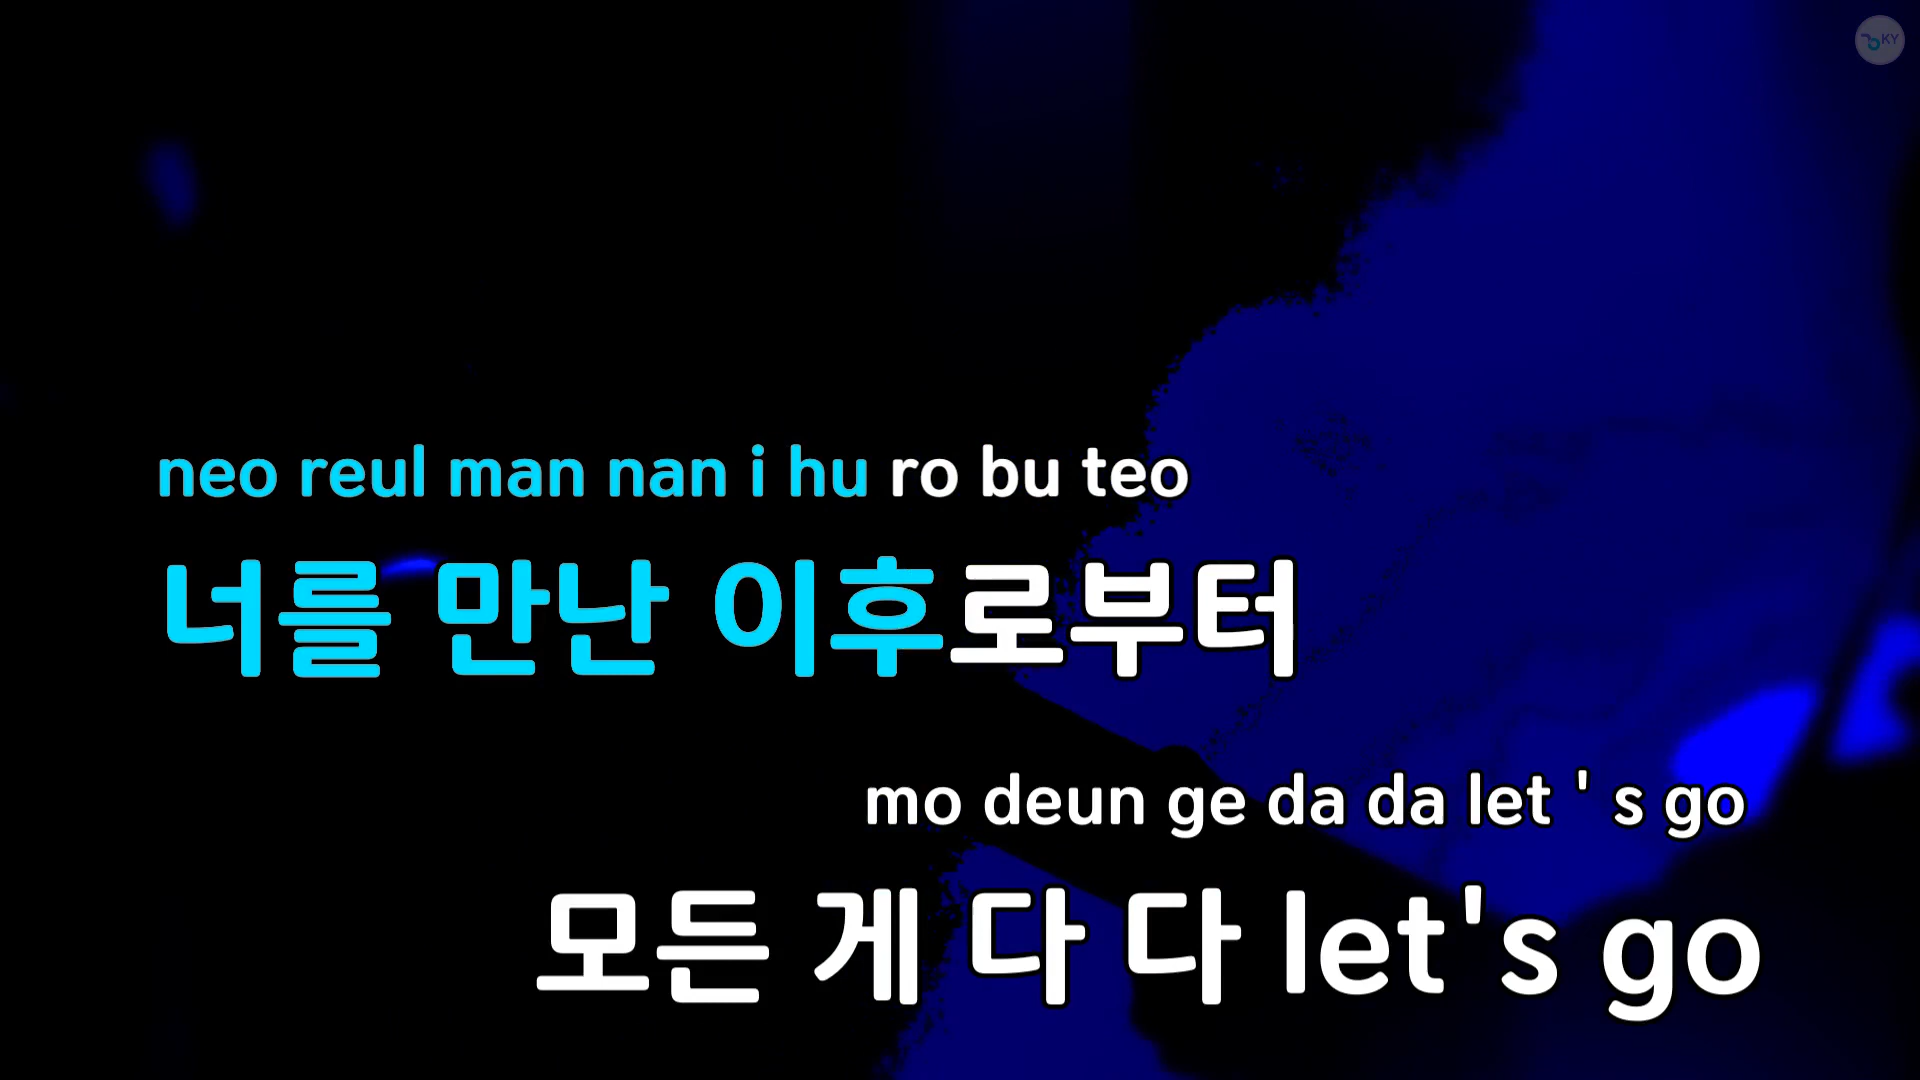 KY
neo reul man nan i hu ro bu teo
너를 만난 이후로부터
mo deun ge da da let ' s go
모든 게 다 다 let's go